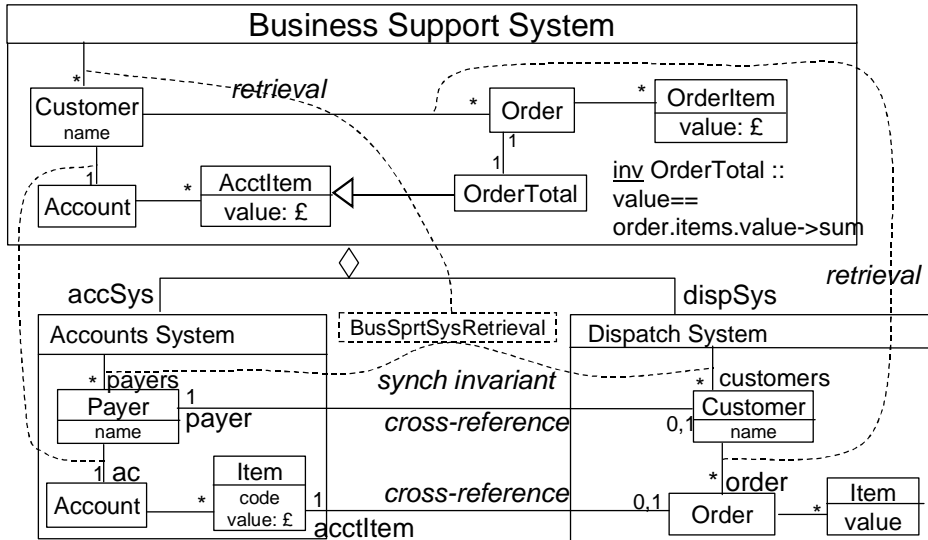 Business Support System
*
retrieval
Customer
name
*
Order
*
OrderItem
value: £
1
1
1
Account
*
AcctItem
value: £
OrderTotal
inv OrderTotal ::
value==
order.items.value->sum
retrieval
accSys
dispSys
Accounts System
BusSprtSysRetrieval
Dispatch System
* payers
synch invariant
* customers
Payer
name
1
payer
cross-reference
0,1
Customer
name
1 ac
* order
Account
*
Item
code
value: £
1
acctItem
cross-reference
0,1
Order
*
Item
value